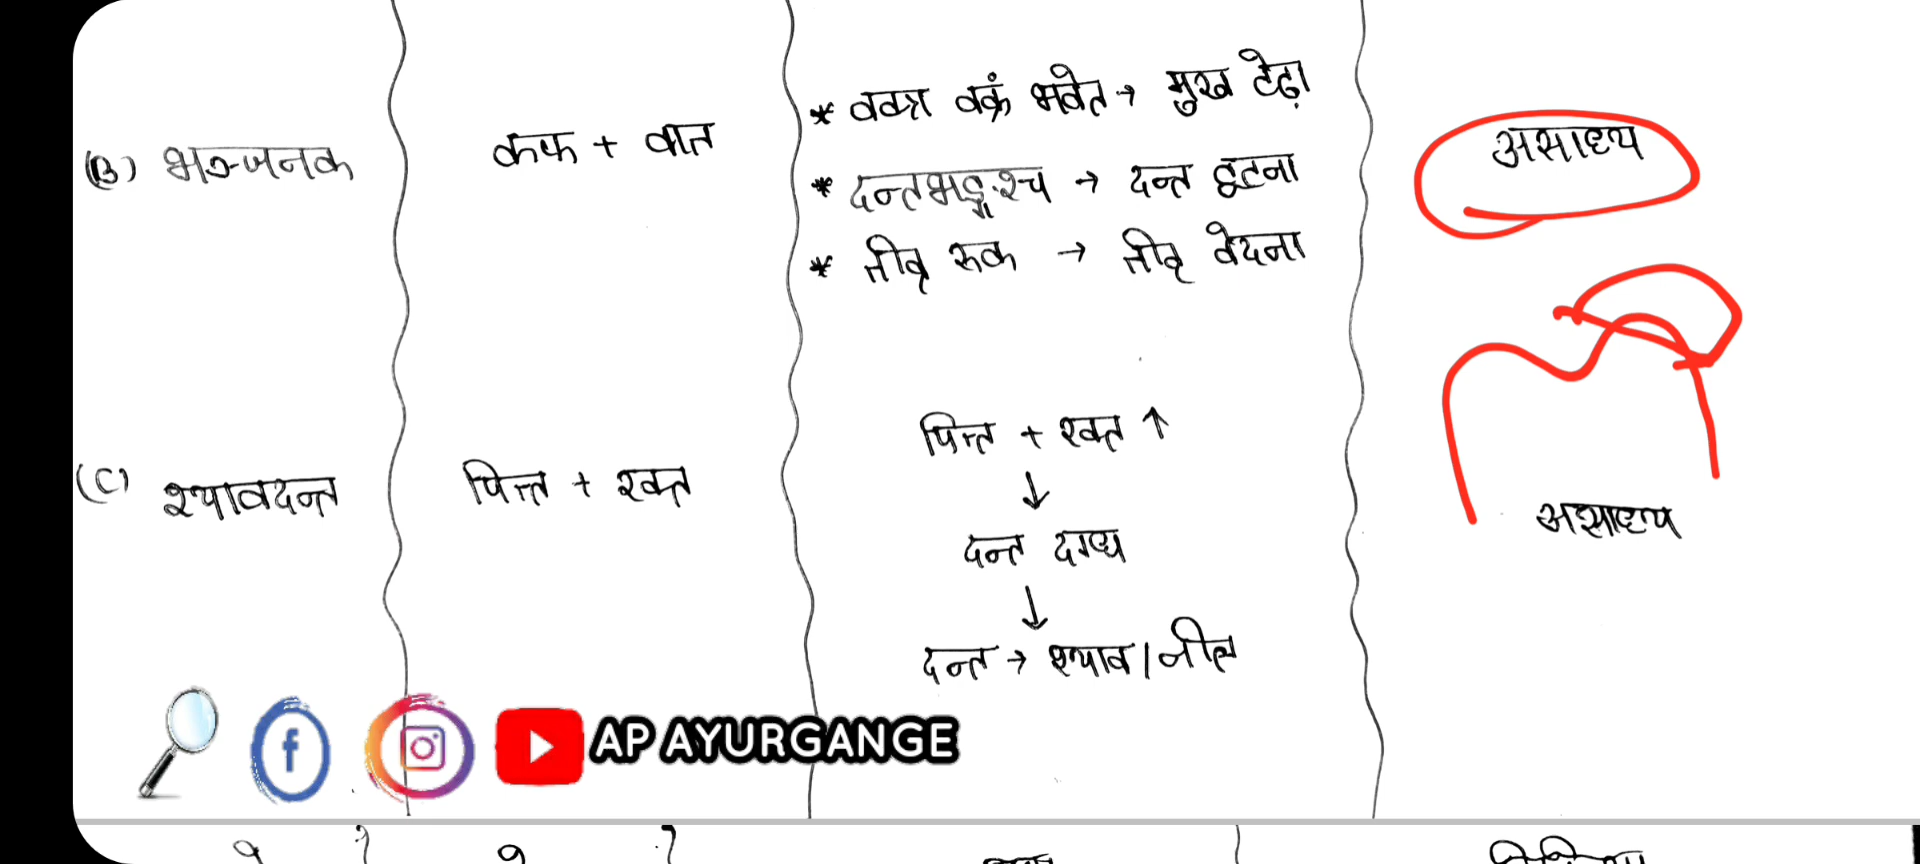 (B) भञ्जनक कफ + वात
* वक्त्र वक्रं भवेत → मुख टेढ़ा
* दन्तभङ्गश्च → दन्त टूटना
* तीव्र रुक → तीव्र वेदना
असाध्य
(C) श्यावदन्त पित्त + रक्त
पित्त + रक्त ↑
↓
दन्त दग्ध
↓
दन्त → श्याव / नील
असाध्य
AP AYURGANGE